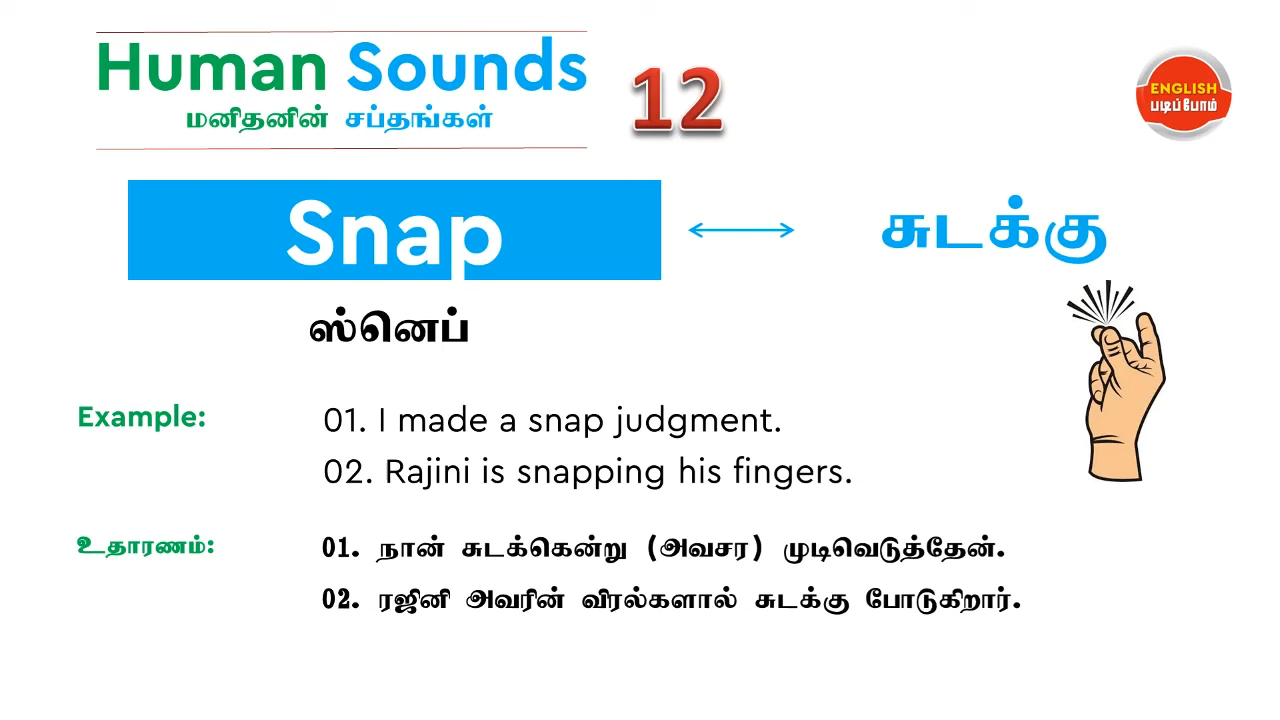 Human Sounds
மனிதனின் சப்தங்கள்
12
ENGLISH
படிப்போம்
Snap
சுடக்கு
ஸ்னெப்
Example:
01. I made a snap judgment.
02. Rajini is snapping his fingers.
உதாரணம்:
01. நான் சுடக்கென்று (அவசர) முடிவெடுத்தேன்.
02. ரஜினி அவரின் விரல்களால் சுடக்கு போடுகிறார்.